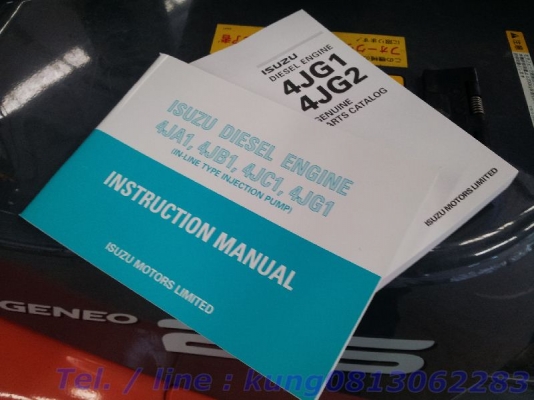 ISUZU
DIESEL ENGINE
4JG1
4JG2
GENUINE
PARTS CATALOG
ISUZU MOTORS LIMITED
ISUZU DIESEL ENGINE
4JA1, 4JB1, 4JC1, 4JG1
(IN-LINE TYPE INJECTION PUMP)
INSTRUCTION MANUAL
ISUZU MOTORS LIMITED
GENEO 25
Tel. / line : kung0813062283